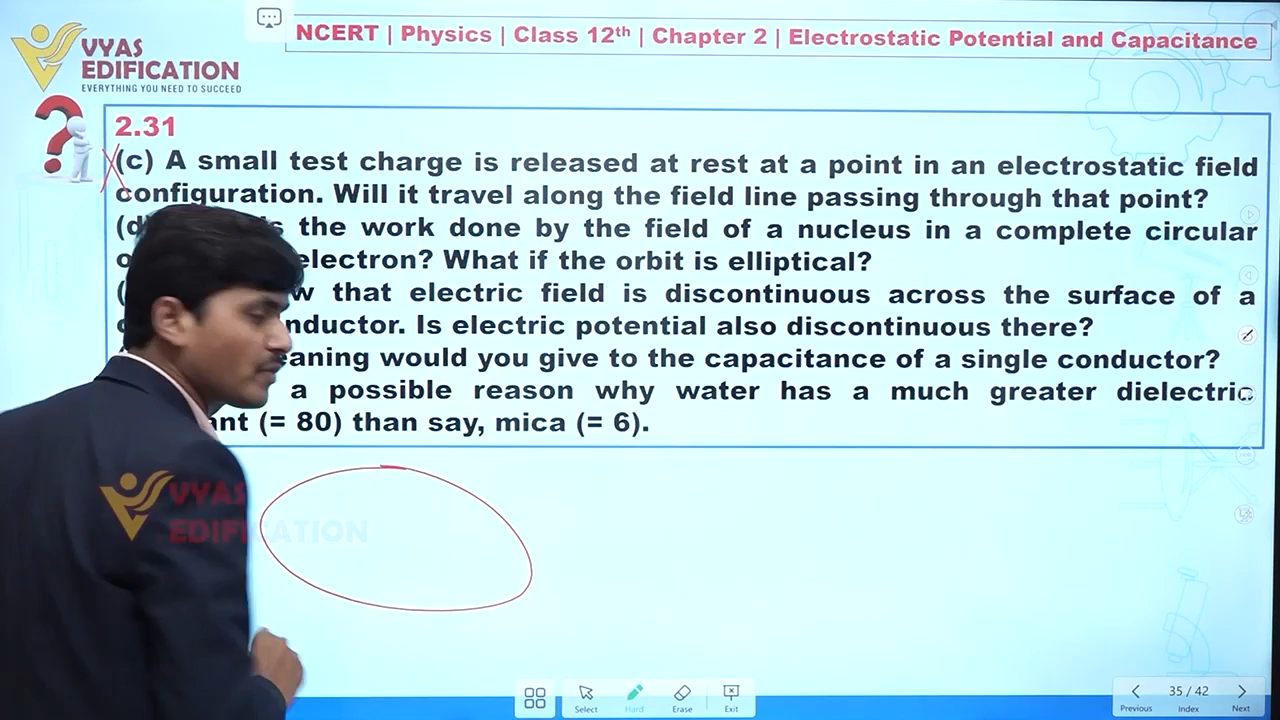 NCERT | Physics | Class 12th | Chapter 2 | Electrostatic Potential and Capacitance
VYAS
EDIFICATION
EVERYTHING YOU NEED TO SUCCEED
2.31
(c) A small test charge is released at rest at a point in an electrostatic field
configuration. Will it travel along the field line passing through that point?
(d) the work done by the field of a nucleus in a complete circular
electron? What if the orbit is elliptical?
that electric field is discontinuous across the surface of a
Is electric potential also discontinuous there?
would you give to the capacitance of a single conductor?
a possible reason why water has a much greater dielectric
(= 80) than say, mica (= 6).
VYAS
EDIFICATION
Select
Hard
Erase
Exit
Previous
35 / 42
Index
Next